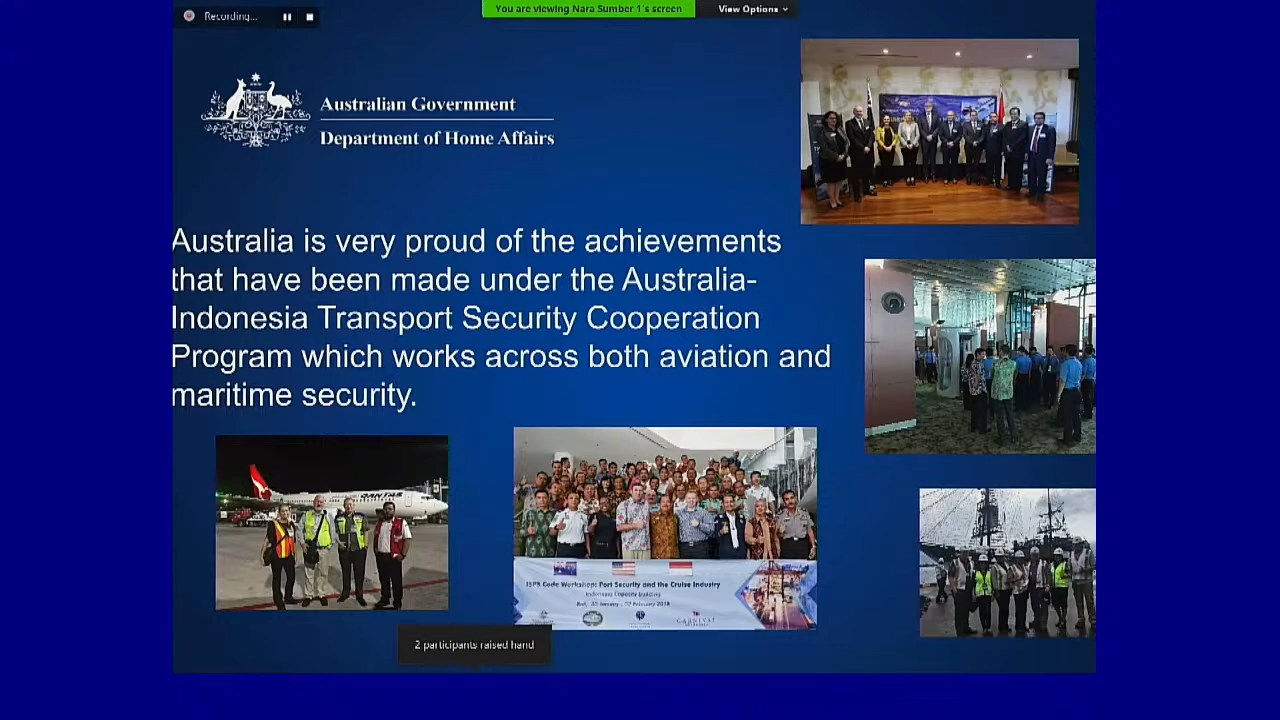 Recording...
You are viewing Nara Sumber 1's screen
View Options
Australian Government
Department of Home Affairs
Australia is very proud of the achievements
that have been made under the Australia-
Indonesia Transport Security Cooperation
Program which works across both aviation and
maritime security.
QANTAS
ISPS Code Workshop: Port Security and the Cruise Industry
Indonesia Capacity Building
CARNIVAL
2 participants raised hand